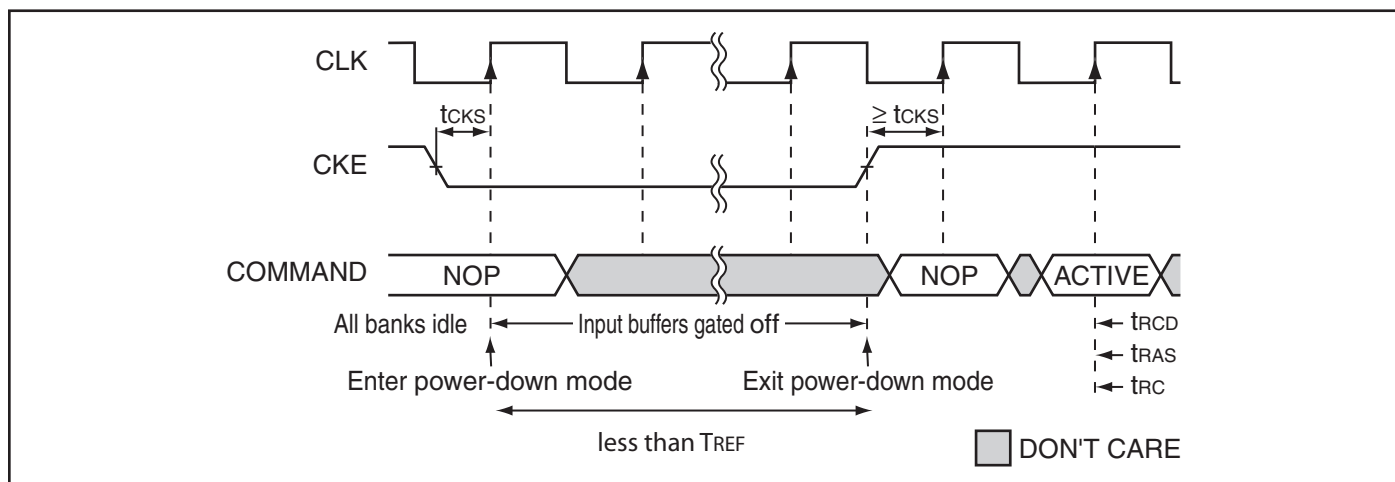 CLK
tCKS
≥ tCKS
CKE
COMMAND
NOP
NOP
ACTIVE
All banks idle
Input buffers gated off
tRCD
tRAS
tRC
Enter power-down mode
Exit power-down mode
less than TREF
DON'T CARE